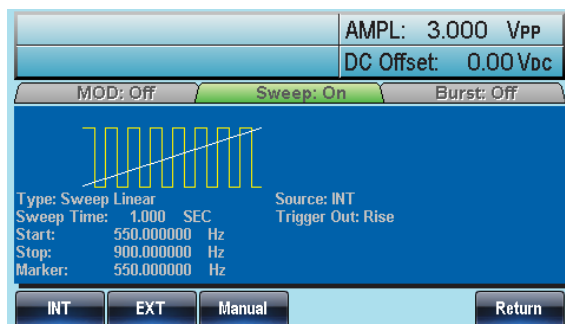 AMPL: 3.000 VPP
DC Offset: 0.00 VDC
MOD: Off Sweep: On Burst: Off
Type: Sweep Linear Source: INT
Sweep Time: 1.000 SEC Trigger Out: Rise
Start: 550.000000 Hz
Stop: 900.000000 Hz
Marker: 550.000000 Hz
INT EXT Manual Return